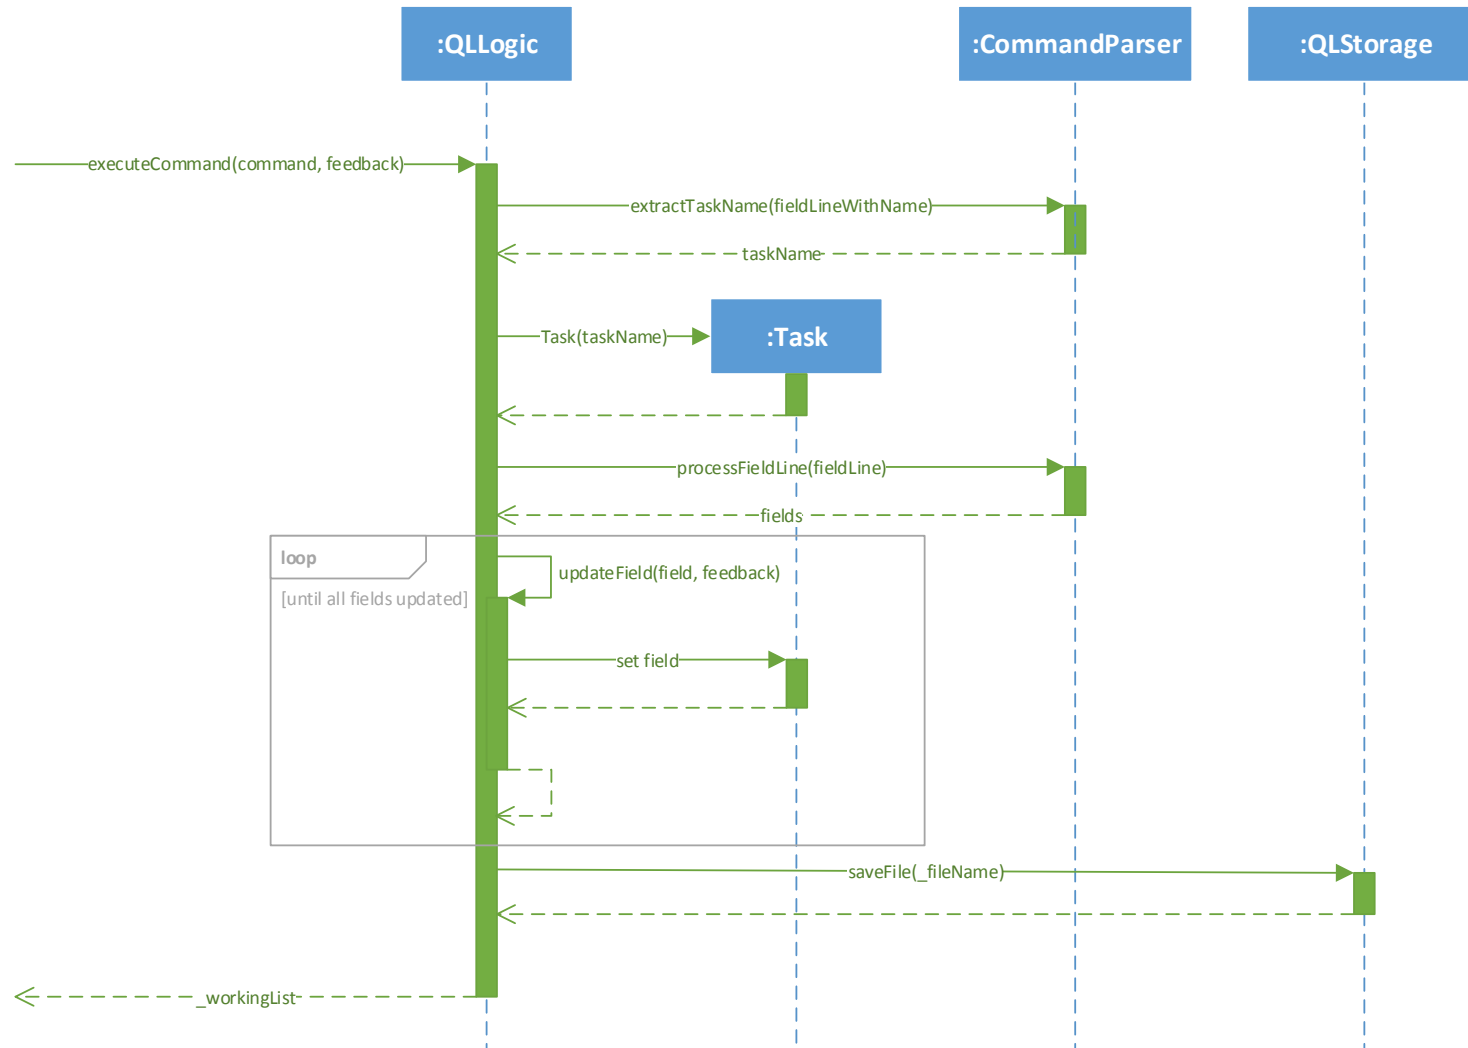 :QLLogic
:CommandParser
:QLStorage
executeCommand(command, feedback)
extractTaskName(fieldLineWithName)
taskName
Task(taskName)
:Task
processFieldLine(fieldLine)
fields
loop
updateField(field, feedback)
[until all fields updated]
set field
saveFile(_fileName)
_workingList